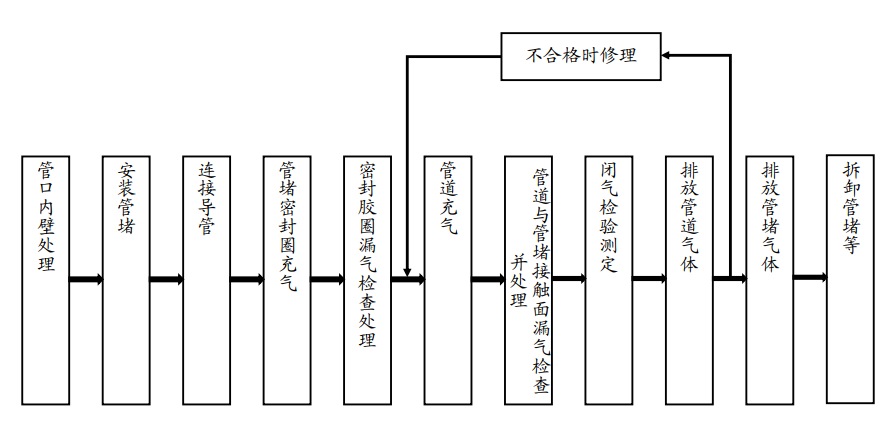 不合格时修理
管口内壁处理
安装管堵
连接导管
管堵密封圈充气
密封胶圈漏气检查处理
管道充气
管道与管堵接触面漏气检查
并处理
闭气检验测定
排放管道气体
排放管堵气体
拆卸管堵等